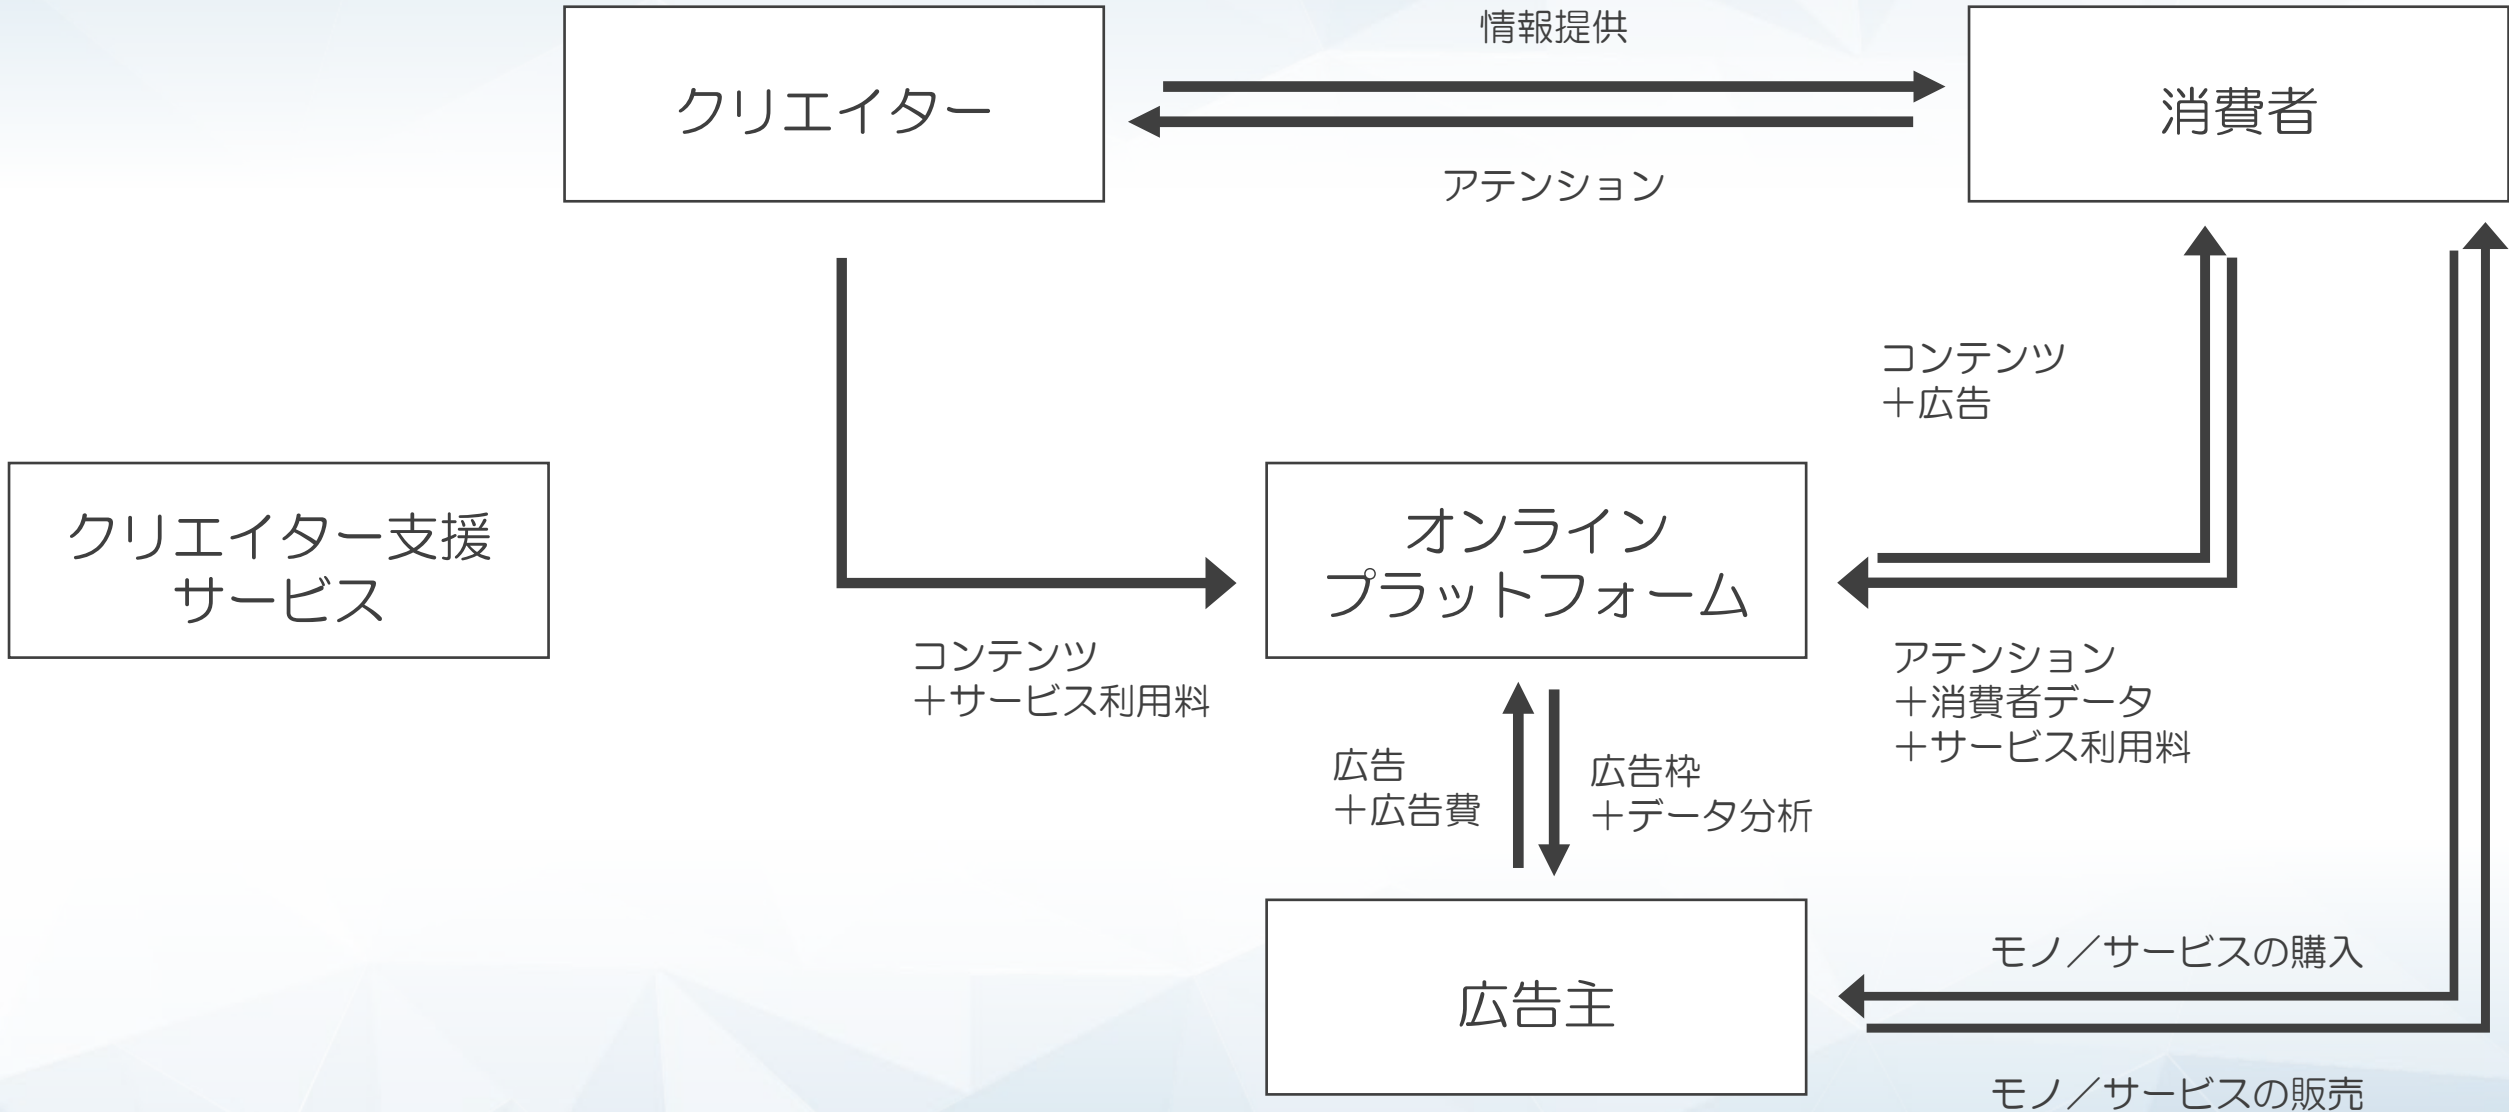 情報提供
クリエイター
消費者
アテンション
コンテンツ
＋広告
クリエイター支援
サービス
オンライン
プラットフォーム
コンテンツ
＋サービス利用料
アテンション
＋消費者データ
＋サービス利用料
広告
＋広告費
広告枠
＋データ分析
モノ／サービスの購入
広告主
モノ／サービスの販売